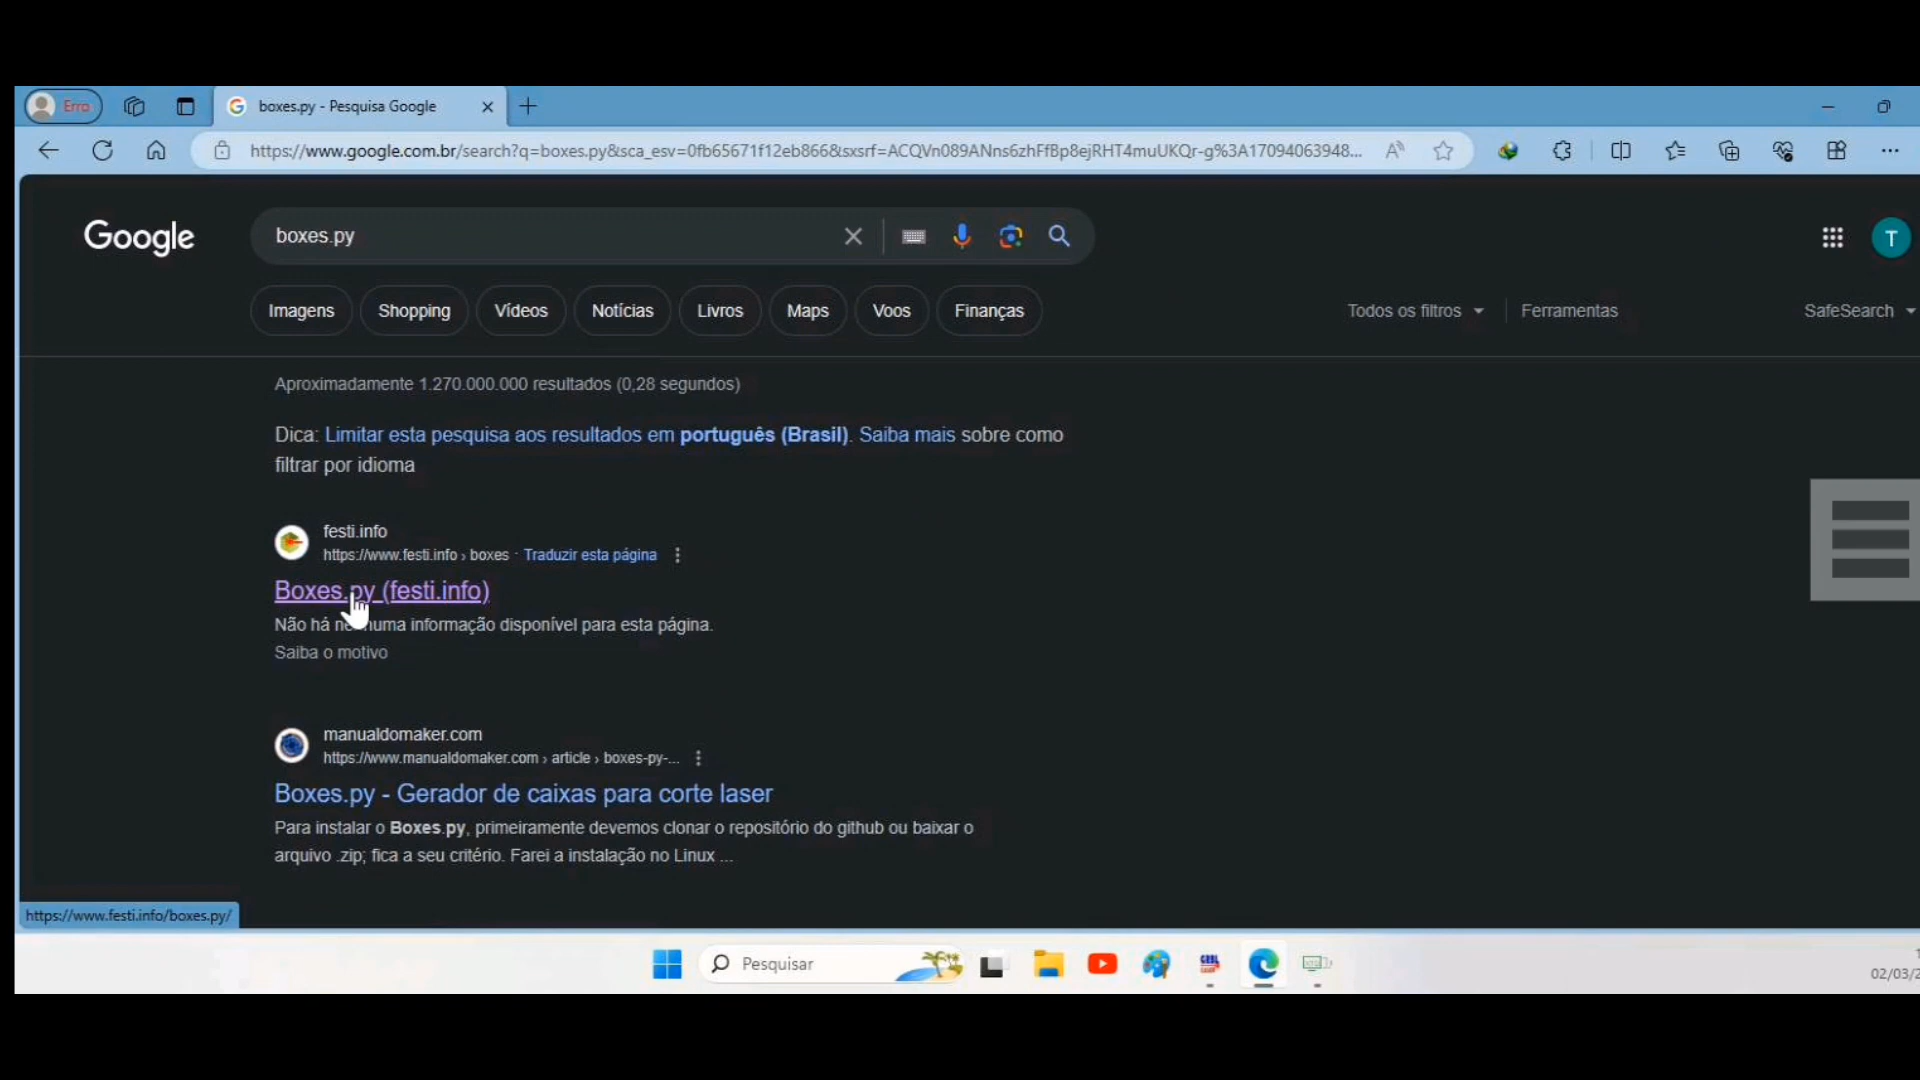 Erro
boxes.py - Pesquisa Google
https://www.google.com.br/search?q=boxes.py&sca_esv=0fb65671f12eb866&sxsrf=ACQVn089ANns6zhFfBp8ejRHT4muUKQr-g%3A17094063948...
Google
boxes.py
T
Imagens
Shopping
Vídeos
Notícias
Livros
Maps
Voos
Finanças
Todos os filtros
Ferramentas
SafeSearch
Aproximadamente 1.270.000.000 resultados (0,28 segundos)
Dica: Limitar esta pesquisa aos resultados em português (Brasil). Saiba mais sobre como
filtrar por idioma
festi.info
https://www.festi.info › boxes · Traduzir esta página
Boxes.py (festi.info)
Não há nenhuma informação disponível para esta página.
Saiba o motivo
manualdomaker.com
https://www.manualdomaker.com › article › boxes-py-...
Boxes.py - Gerador de caixas para corte laser
Para instalar o Boxes.py, primeiramente devemos clonar o repositório do github ou baixar o
arquivo .zip; fica a seu critério. Farei a instalação no Linux ...
https://www.festi.info/boxes.py/
Pesquisar
02/03/2